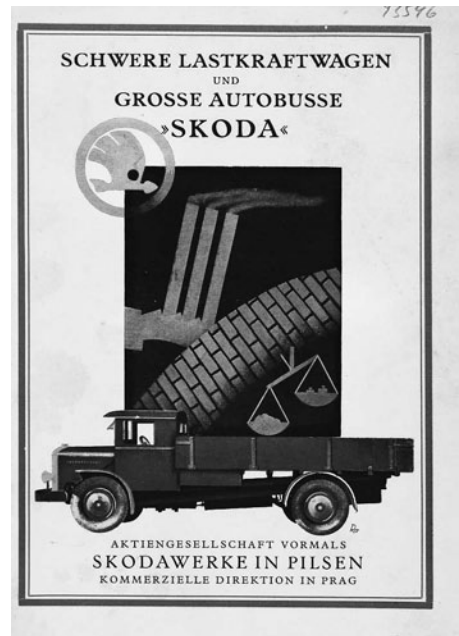 73546
SCHWERE LASTKRAFTWAGEN
UND
GROSSE AUTOBUSSE
»SKODA«
AKTIENGESELLSCHAFT VORMALS
SKODAWERKE IN PILSEN
KOMMERZIELLE DIREKTION IN PRAG